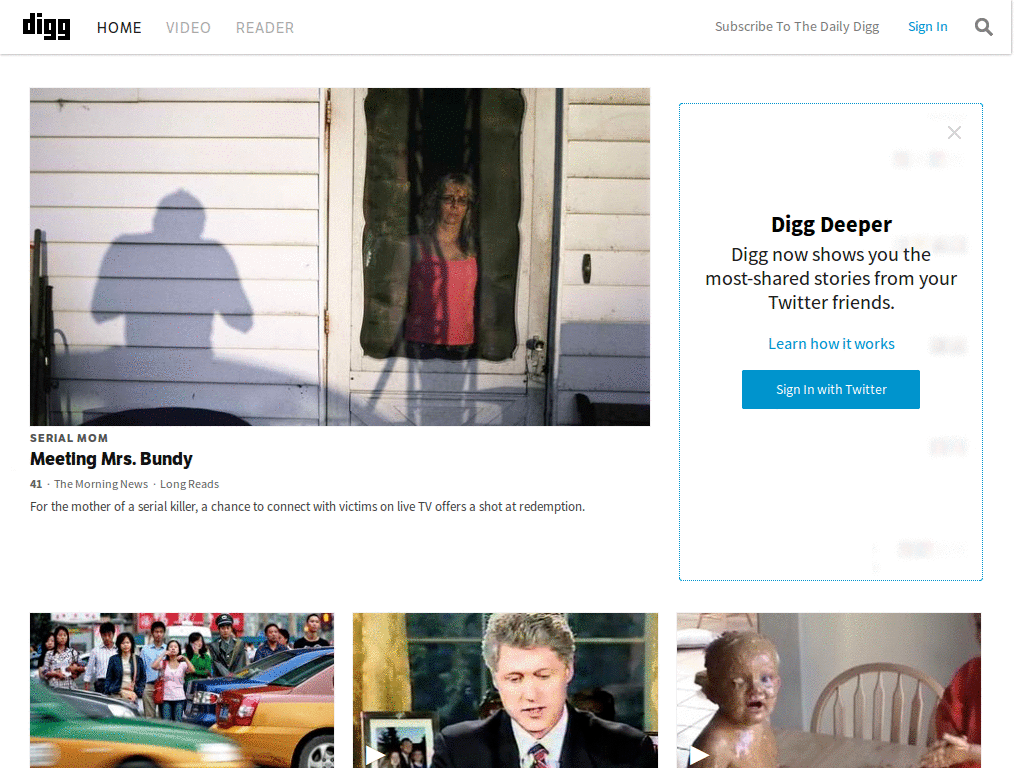 digg HOME VIDEO READER Subscribe To The Daily Digg Sign In
Digg Deeper
Digg now shows you the
most-shared stories from your
Twitter friends.
Learn how it works
Sign In with Twitter
SERIAL MOM
Meeting Mrs. Bundy
41 · The Morning News · Long Reads
For the mother of a serial killer, a chance to connect with victims on live TV offers a shot at redemption.